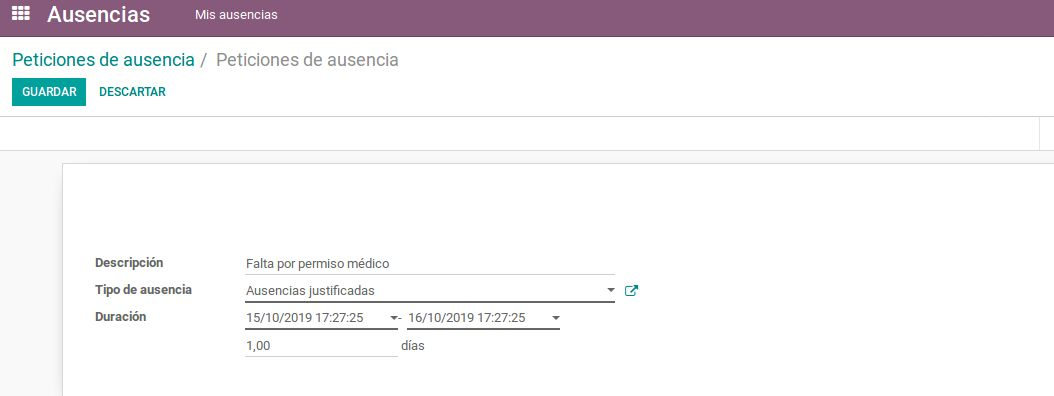 Ausencias Mis ausencias
Peticiones de ausencia / Peticiones de ausencia
GUARDAR DESCARTAR
Descripción Falta por permiso médico
Tipo de ausencia Ausencias justificadas
Duración 15/10/2019 17:27:25 - 16/10/2019 17:27:25
1,00 días